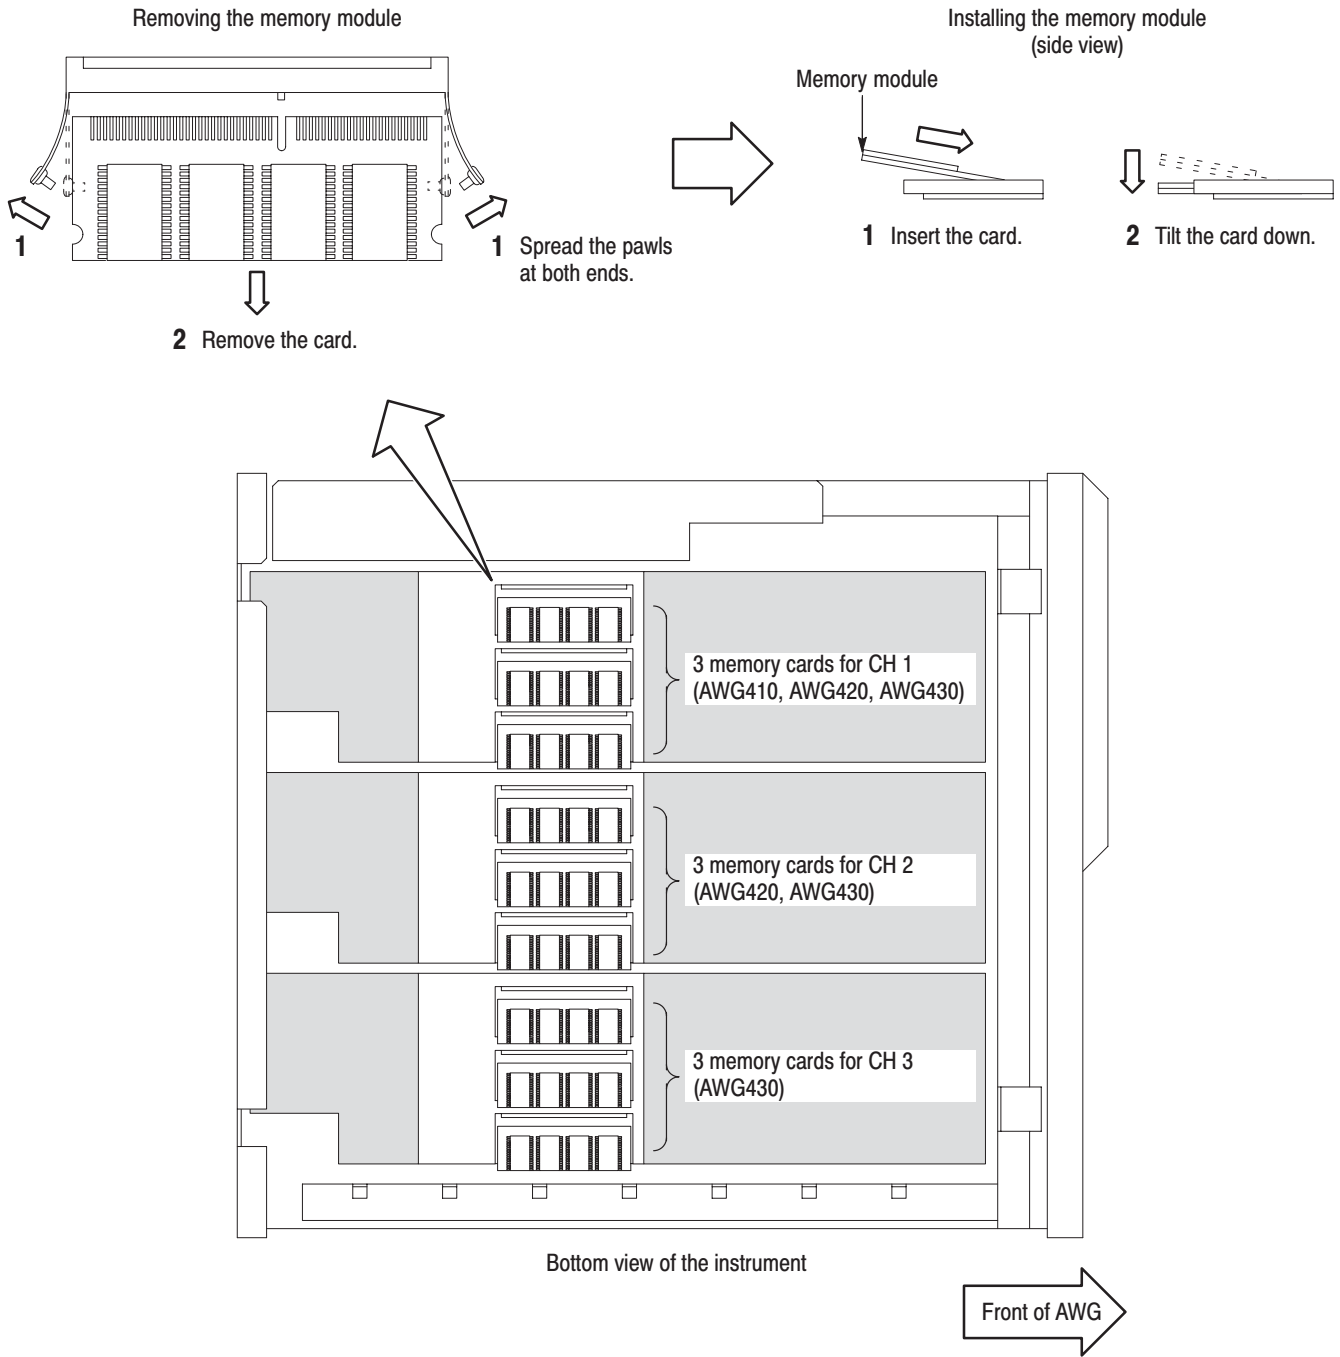 Removing the memory module
Installing the memory module
(side view)
Memory module
1
1 Spread the pawls
at both ends.
2 Remove the card.
1 Insert the card.
2 Tilt the card down.
3 memory cards for CH 1
(AWG410, AWG420, AWG430)
3 memory cards for CH 2
(AWG420, AWG430)
3 memory cards for CH 3
(AWG430)
Bottom view of the instrument
Front of AWG